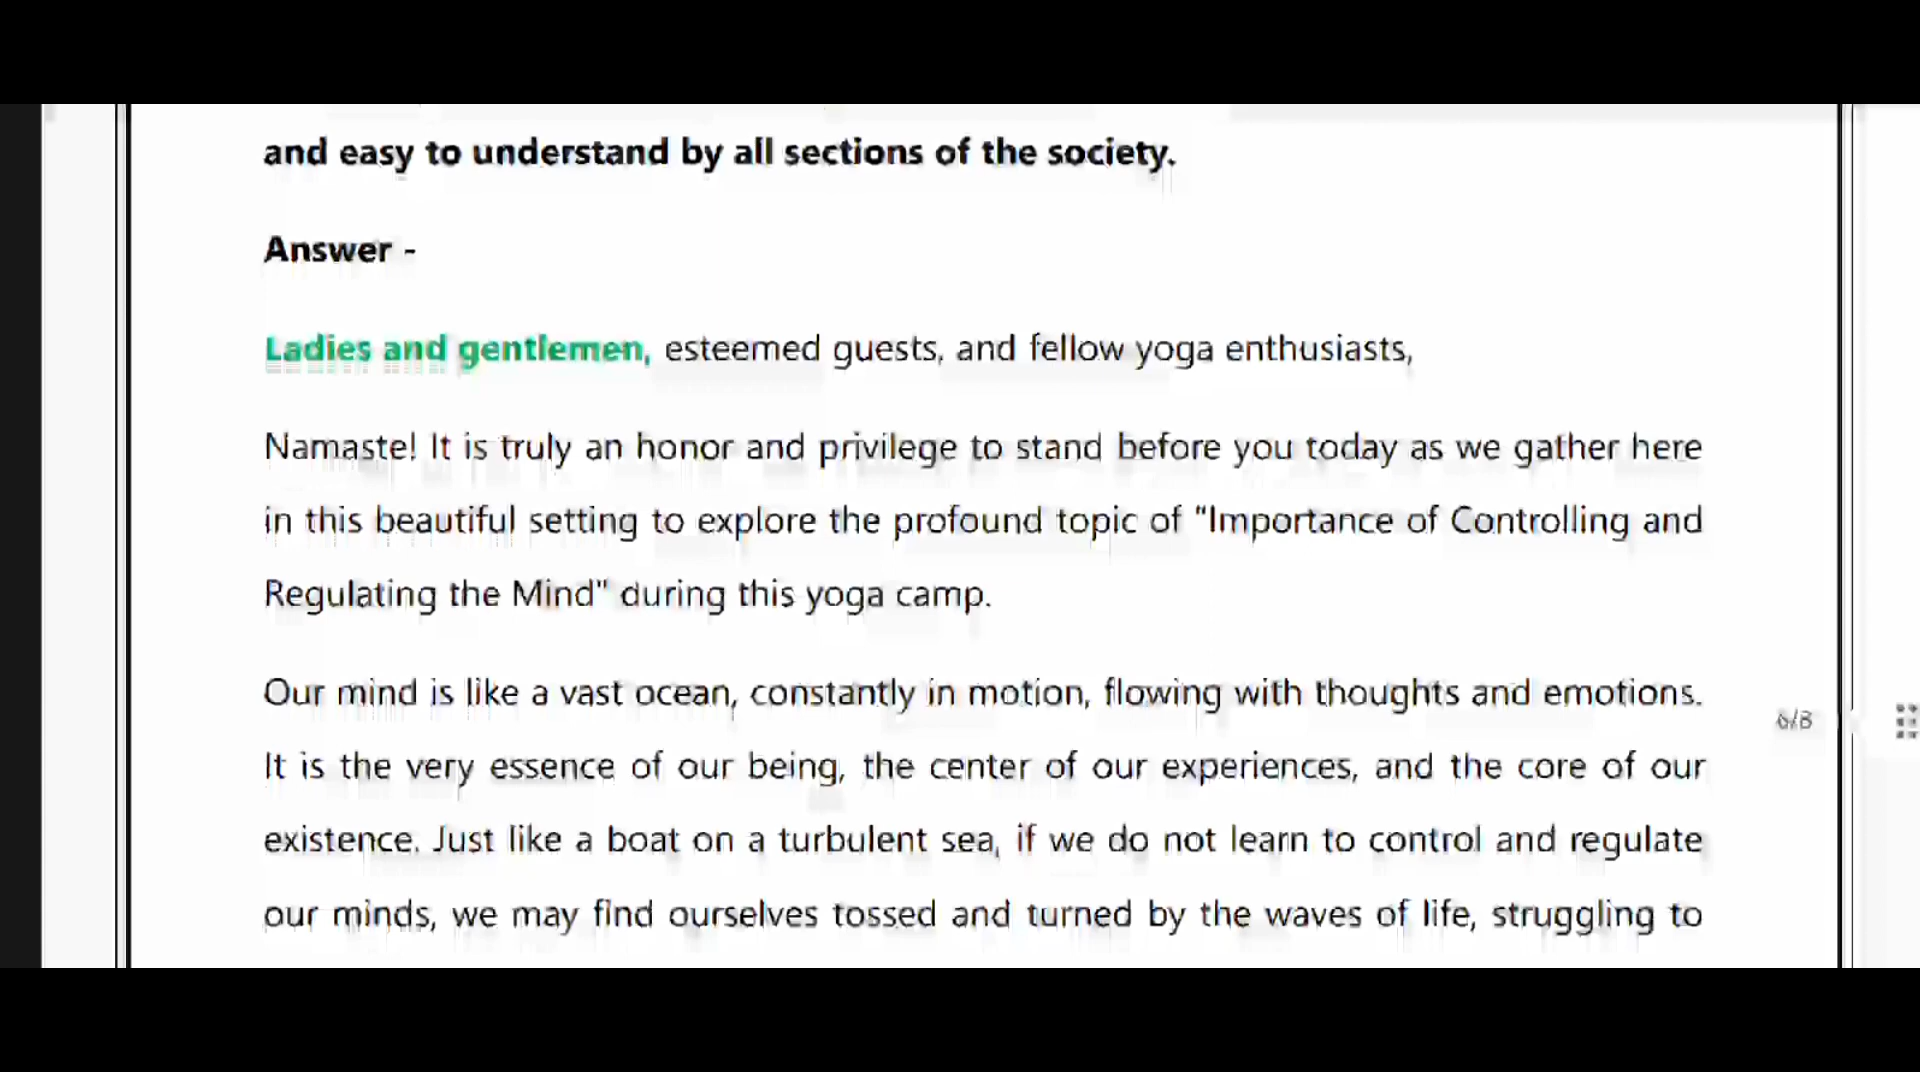 and easy to understand by all sections of the society.
Answer -
Ladies and gentlemen, esteemed guests, and fellow yoga enthusiasts,
Namaste! It is truly an honor and privilege to stand before you today as we gather here
in this beautiful setting to explore the profound topic of "Importance of Controlling and
Regulating the Mind" during this yoga camp.
Our mind is like a vast ocean, constantly in motion, flowing with thoughts and emotions.
It is the very essence of our being, the center of our experiences, and the core of our
existence. Just like a boat on a turbulent sea, if we do not learn to control and regulate
our minds, we may find ourselves tossed and turned by the waves of life, struggling to
6/8